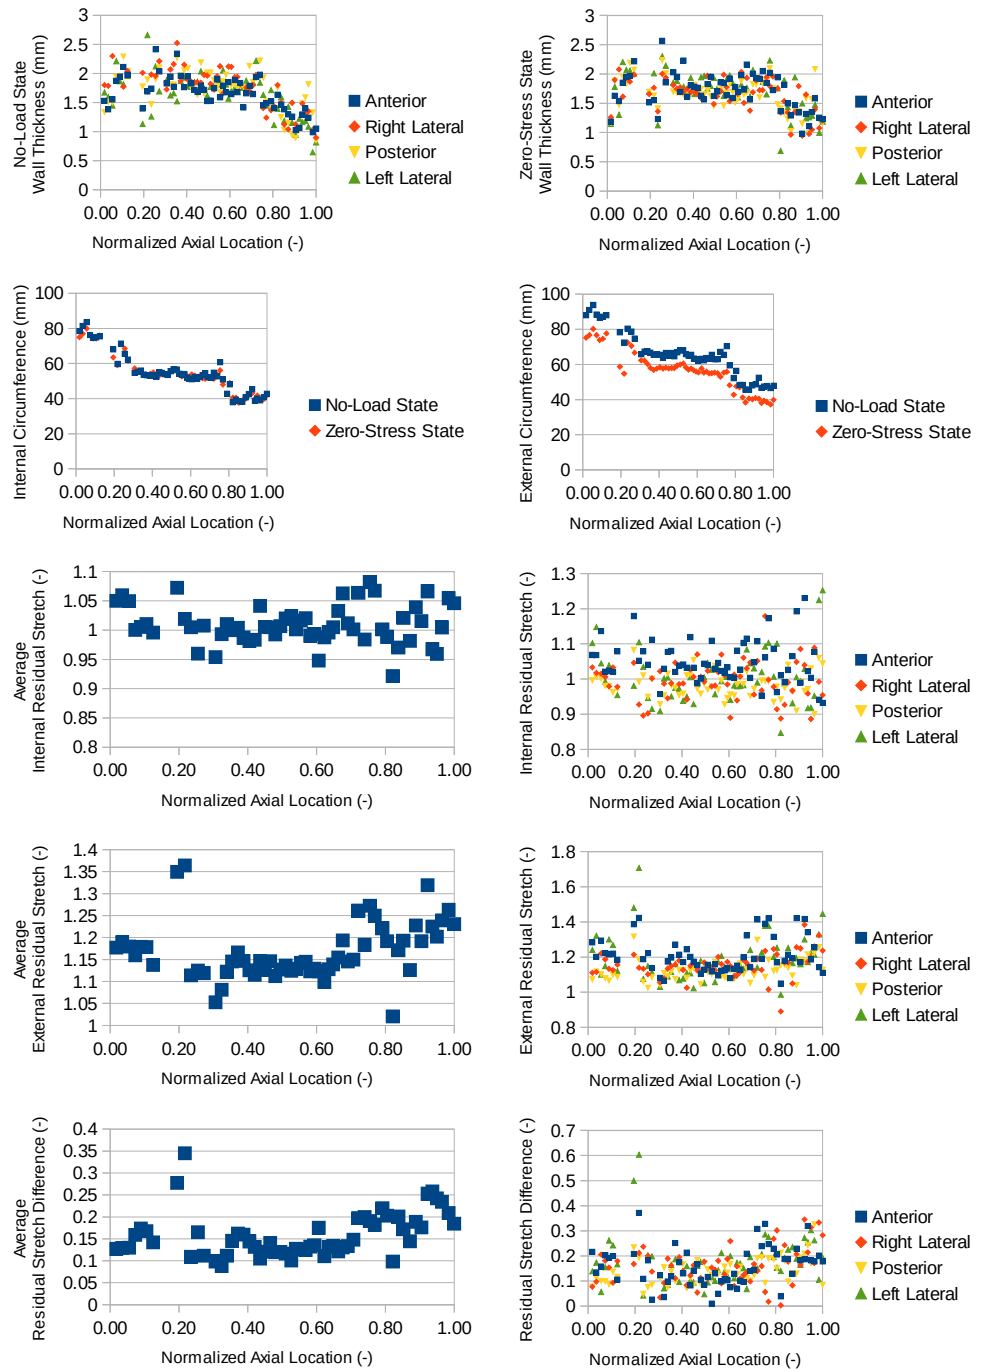 No-Load State
Wall Thickness (mm)
3
2.5
2
1.5
1
0.5
0
0.00 0.20 0.40 0.60 0.80 1.00
Normalized Axial Location (-)
Anterior
Right Lateral
Posterior
Left Lateral
Zero-Stress State
Wall Thickness (mm)
3
2.5
2
1.5
1
0.5
0
0.00 0.20 0.40 0.60 0.80 1.00
Normalized Axial Location (-)
Anterior
Right Lateral
Posterior
Left Lateral
Internal Circumference (mm)
100
80
60
40
20
0
0.00 0.20 0.40 0.60 0.80 1.00
Normalized Axial Location (-)
No-Load State
Zero-Stress State
External Circumference (mm)
100
80
60
40
20
0
0.00 0.20 0.40 0.60 0.80 1.00
Normalized Axial Location (-)
No-Load State
Zero-Stress State
Average
Internal Residual Stretch (-)
1.1
1.05
1
0.95
0.9
0.85
0.8
0.00 0.20 0.40 0.60 0.80 1.00
Normalized Axial Location (-)
Internal Residual Stretch (-)
1.3
1.2
1.1
1
0.9
0.8
0.00 0.20 0.40 0.60 0.80 1.00
Normalized Axial Location (-)
Anterior
Right Lateral
Posterior
Left Lateral
Average
External Residual Stretch (-)
1.4
1.35
1.3
1.25
1.2
1.15
1.1
1.05
1
0.00 0.20 0.40 0.60 0.80 1.00
Normalized Axial Location (-)
External Residual Stretch (-)
1.8
1.6
1.4
1.2
1
0.8
0.00 0.20 0.40 0.60 0.80 1.00
Normalized Axial Location (-)
Anterior
Right Lateral
Posterior
Left Lateral
Average
Residual Stretch Difference (-)
0.4
0.35
0.3
0.25
0.2
0.15
0.1
0.05
0
0.00 0.20 0.40 0.60 0.80 1.00
Normalized Axial Location (-)
Residual Stretch Difference (-)
0.7
0.6
0.5
0.4
0.3
0.2
0.1
0
0.00 0.20 0.40 0.60 0.80 1.00
Normalized Axial Location (-)
Anterior
Right Lateral
Posterior
Left Lateral